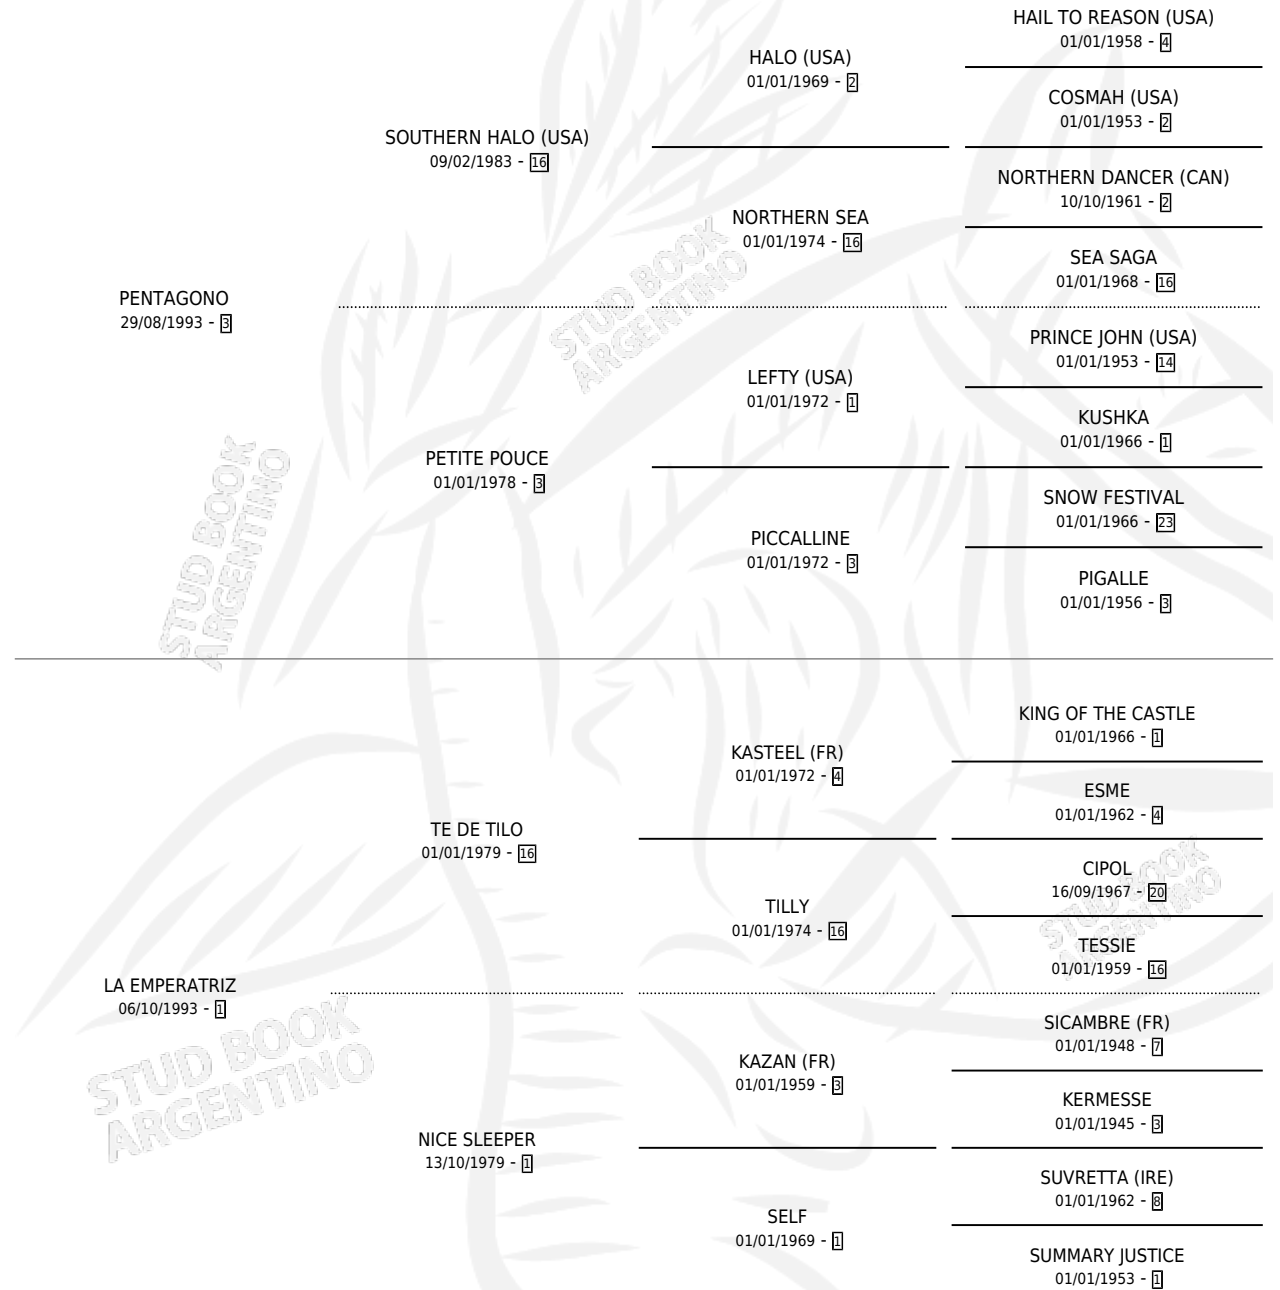 HAIL TO REASON (USA)
01/01/1958 - 4
HALO (USA)
01/01/1969 - 2
COSMAH (USA)
01/01/1953 - 2
SOUTHERN HALO (USA)
09/02/1983 - 16
NORTHERN DANCER (CAN)
10/10/1961 - 2
NORTHERN SEA
01/01/1974 - 16
SEA SAGA
01/01/1968 - 16
PENTAGONO
29/08/1993 - 3
STUD BOOK
ARGENTINO
PRINCE JOHN (USA)
01/01/1953 - 14
LEFTY (USA)
01/01/1972 - 1
KUSHKA
01/01/1966 - 1
PETITE POUCE
01/01/1978 - 3
SNOW FESTIVAL
01/01/1966 - 23
PICCALLINE
01/01/1972 - 3
PIGALLE
01/01/1956 - 3
STUD BOOK
ARGENTINO
KING OF THE CASTLE
01/01/1966 - 1
KASTEEL (FR)
01/01/1972 - 4
ESME
01/01/1962 - 4
TE DE TILO
01/01/1979 - 16
CIPOL
16/09/1967 - 20
TILLY
01/01/1974 - 16
STUD BOOK
ARGENTINO
TESSIE
01/01/1959 - 16
LA EMPERATRIZ
06/10/1993 - 1
STUD BOOK
ARGENTINO
SICAMBRE (FR)
01/01/1948 - 7
KAZAN (FR)
01/01/1959 - 3
KERMESSE
01/01/1945 - 3
NICE SLEEPER
13/10/1979 - 1
SUVRETTA (IRE)
01/01/1962 - 8
SELF
01/01/1969 - 1
SUMMARY JUSTICE
01/01/1953 - 1